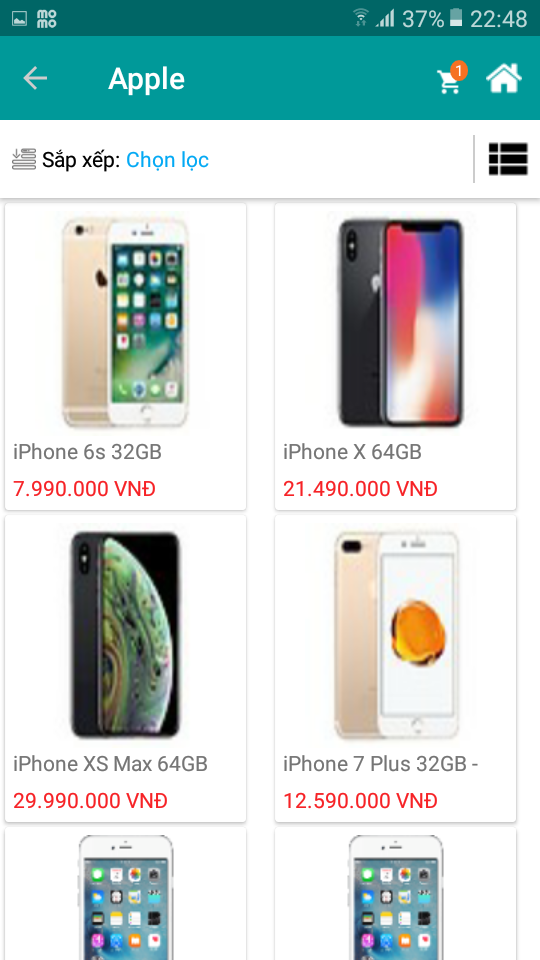 mo
mo
37%
22:48
Apple
1
Sắp xếp: Chọn lọc
iPhone 6s 32GB
7.990.000 VNĐ
iPhone X 64GB
21.490.000 VNĐ
iPhone XS Max 64GB
29.990.000 VNĐ
iPhone 7 Plus 32GB -
12.590.000 VNĐ